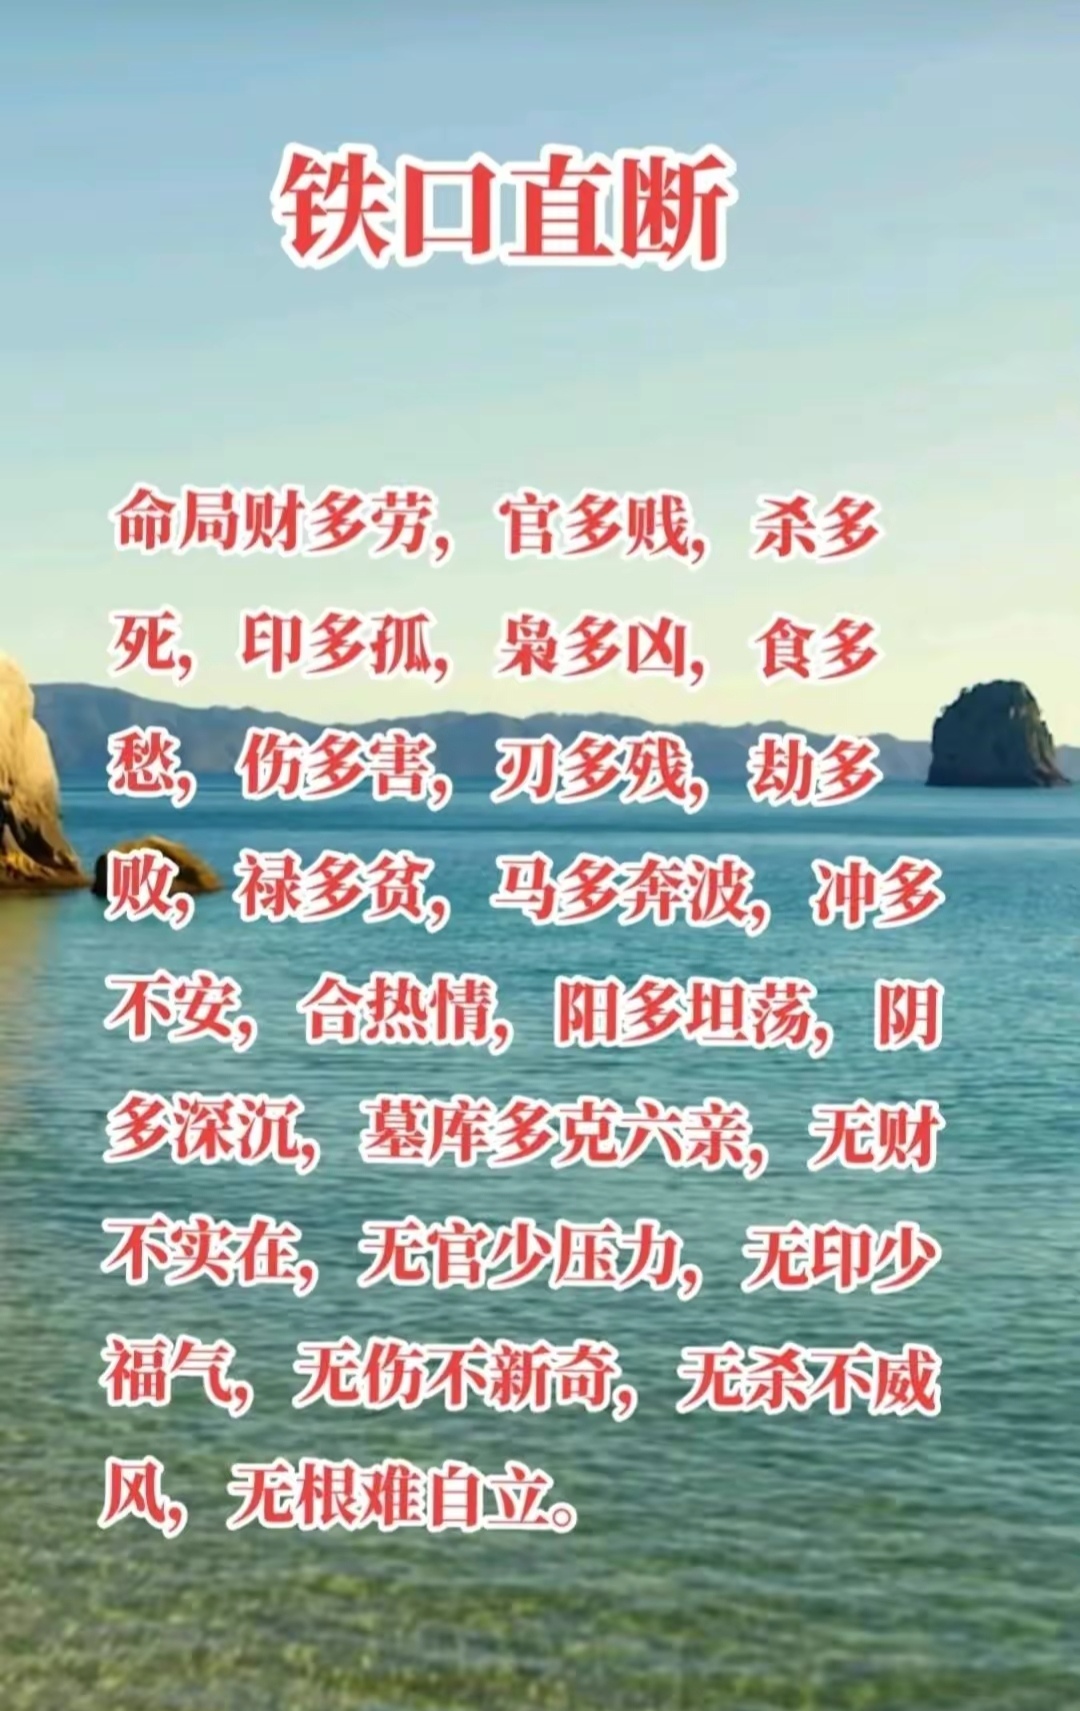 铁口直断
命局财多劳，官多贱，杀多
死，印多孤，枭多凶，食多
愁，伤多害，刃多残，劫多
败，禄多贫，马多奔波，冲多
不安，合热情，阳多坦荡，阴
多深沉，墓库多克六亲，无财
不实在，无官少压力，无印少
福气，无伤不新奇，无杀不威
风，无根难自立。